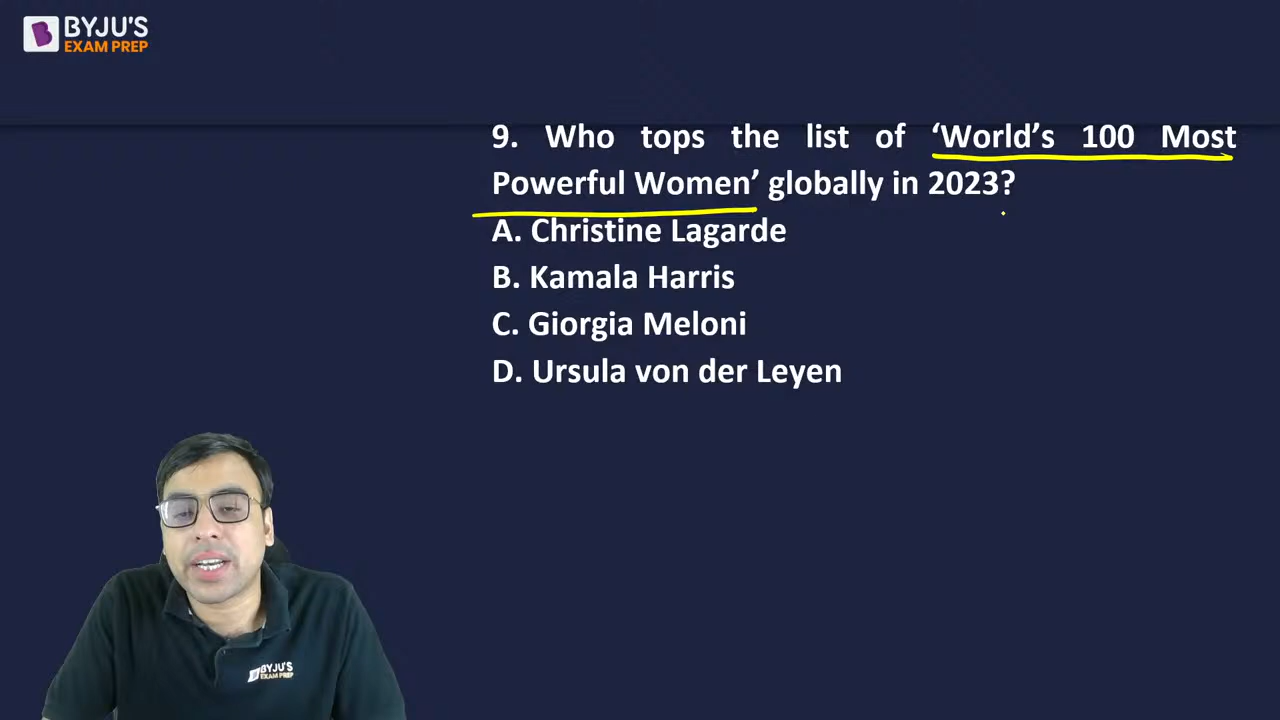 BYJU'S
EXAM PREP
9. Who tops the list of ‘World’s 100 Most
Powerful Women’ globally in 2023?
A. Christine Lagarde
B. Kamala Harris
C. Giorgia Meloni
D. Ursula von der Leyen
BYJU'S
EXAM PREP